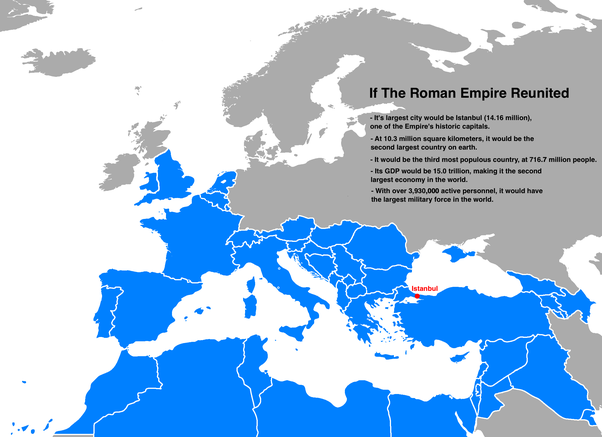 If The Roman Empire Reunited
- It's largest city would be Istanbul (14.16 million),
one of the Empire's historic capitals.
- At 10.3 million square kilometers, it would be the
second largest country on earth.
- It would be the third most populous country, at 716.7 million people.
- Its GDP would be 15.0 trillion, making it the second
largest economy in the world.
- With over 3,930,000 active personnel, it would have
the largest military force in the world.
Istanbul